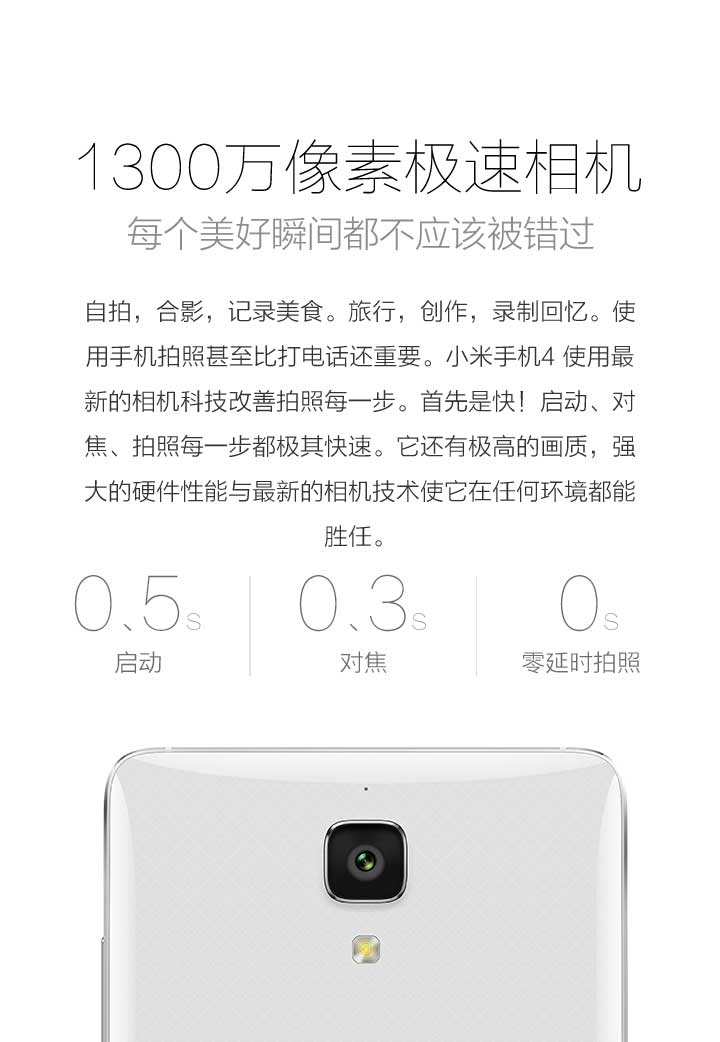 1300万像素极速相机
每个美好瞬间都不应该被错过
自拍，合影，记录美食。旅行，创作，录制回忆。使
用手机拍照甚至比打电话还重要。小米手机4 使用最
新的相机科技改善拍照每一步。首先是快！启动、对
焦、拍照每一步都极其快速。它还有极高的画质，强
大的硬件性能与最新的相机技术使它在任何环境都能
胜任。
0、5s 0、3s 0s
启动 对焦 零延时拍照